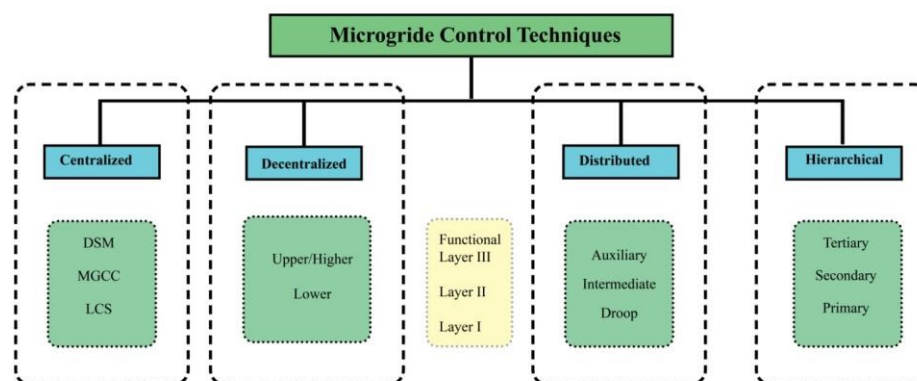 Microgride Control Techniques
Centralized
Decentralized
Distributed
Hierarchical
DSM
MGCC
LCS
Upper/Higher
Lower
Functional
Layer III
Layer II
Layer I
Auxiliary
Intermediate
Droop
Tertiary
Secondary
Primary